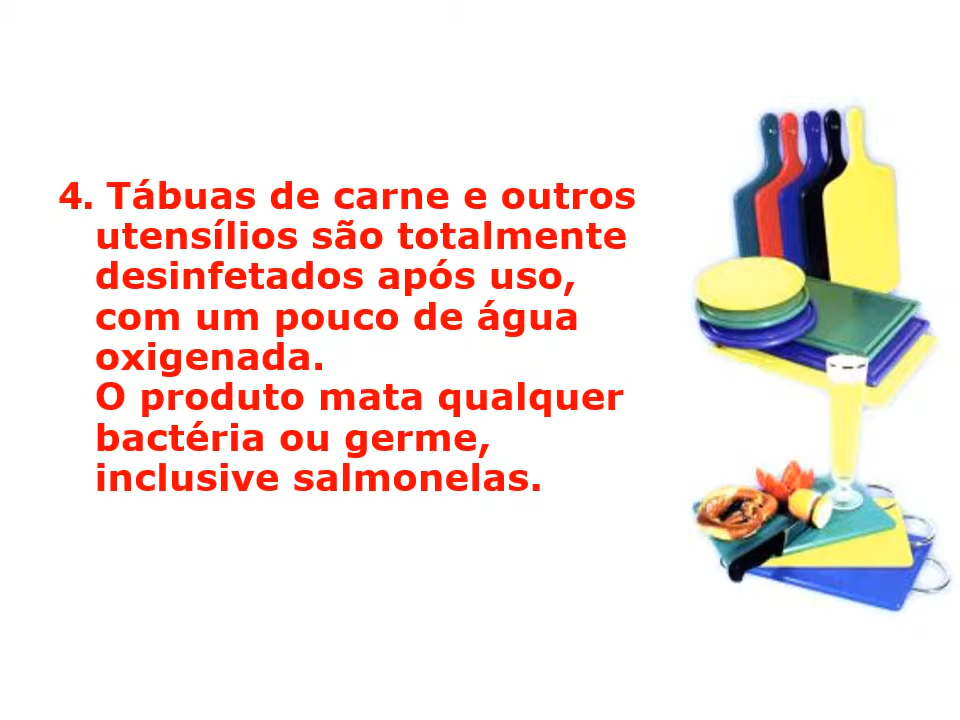 4. Tábuas de carne e outros
utensílios são totalmente
desinfetados após uso,
com um pouco de água
oxigenada.
O produto mata qualquer
bactéria ou germe,
inclusive salmonelas.